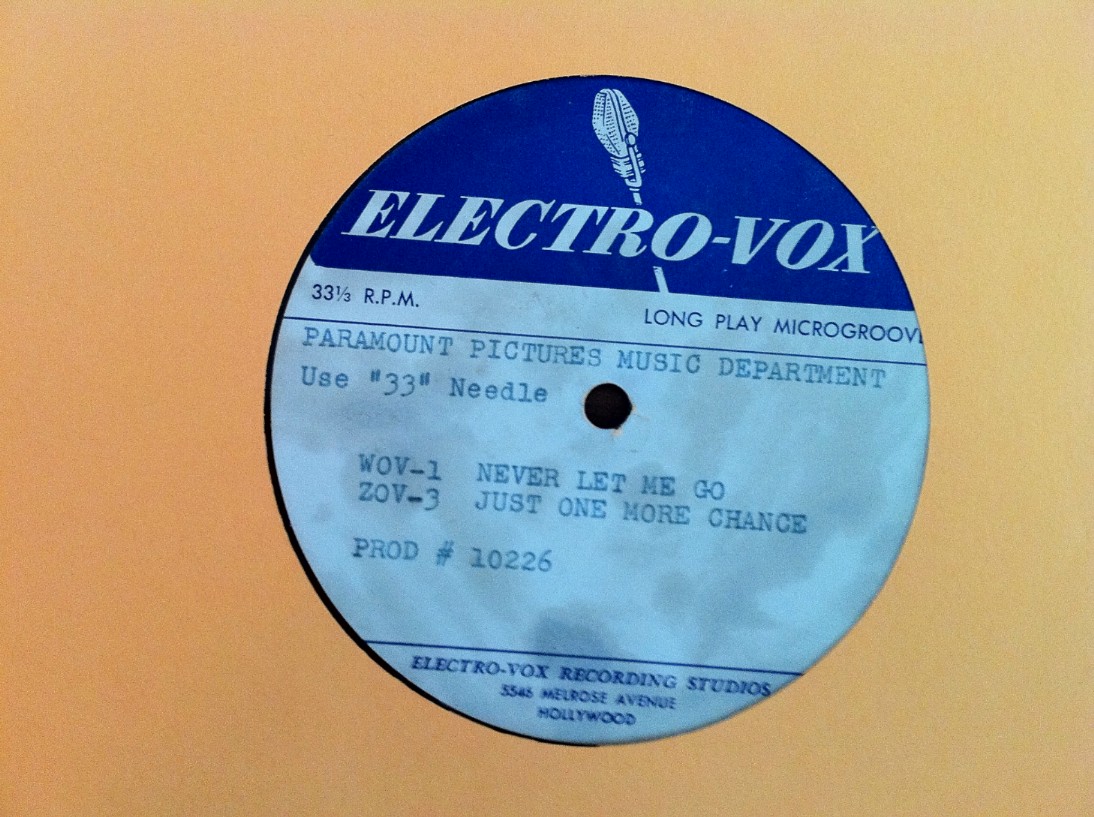 ELECTRO-VOX
33⅓ R.P.M. LONG PLAY MICROGROOVE
PARAMOUNT PICTURES MUSIC DEPARTMENT
Use "33" Needle
WOV-1 NEVER LET ME GO
ZOV-3 JUST ONE MORE CHANCE
PROD # 10226
ELECTRO-VOX RECORDING STUDIOS
5546 MELROSE AVENUE
HOLLYWOOD